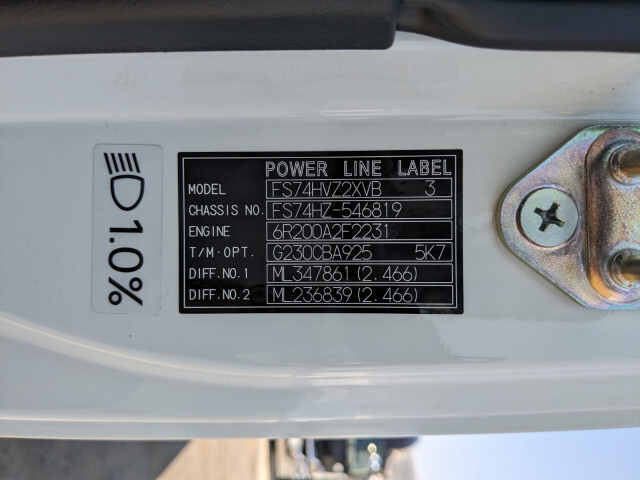 POWER LINE LABEL
MODEL FS74HVZ2XVB 3
CHASSIS NO. FS74HZ-546819
ENGINE 6R200A2F2231
T/M·OPT. G230CBA925 5K7
DIFF.NO.1 ML347861(2.466)
DIFF.NO.2 ML236839(2.466)
1.0%